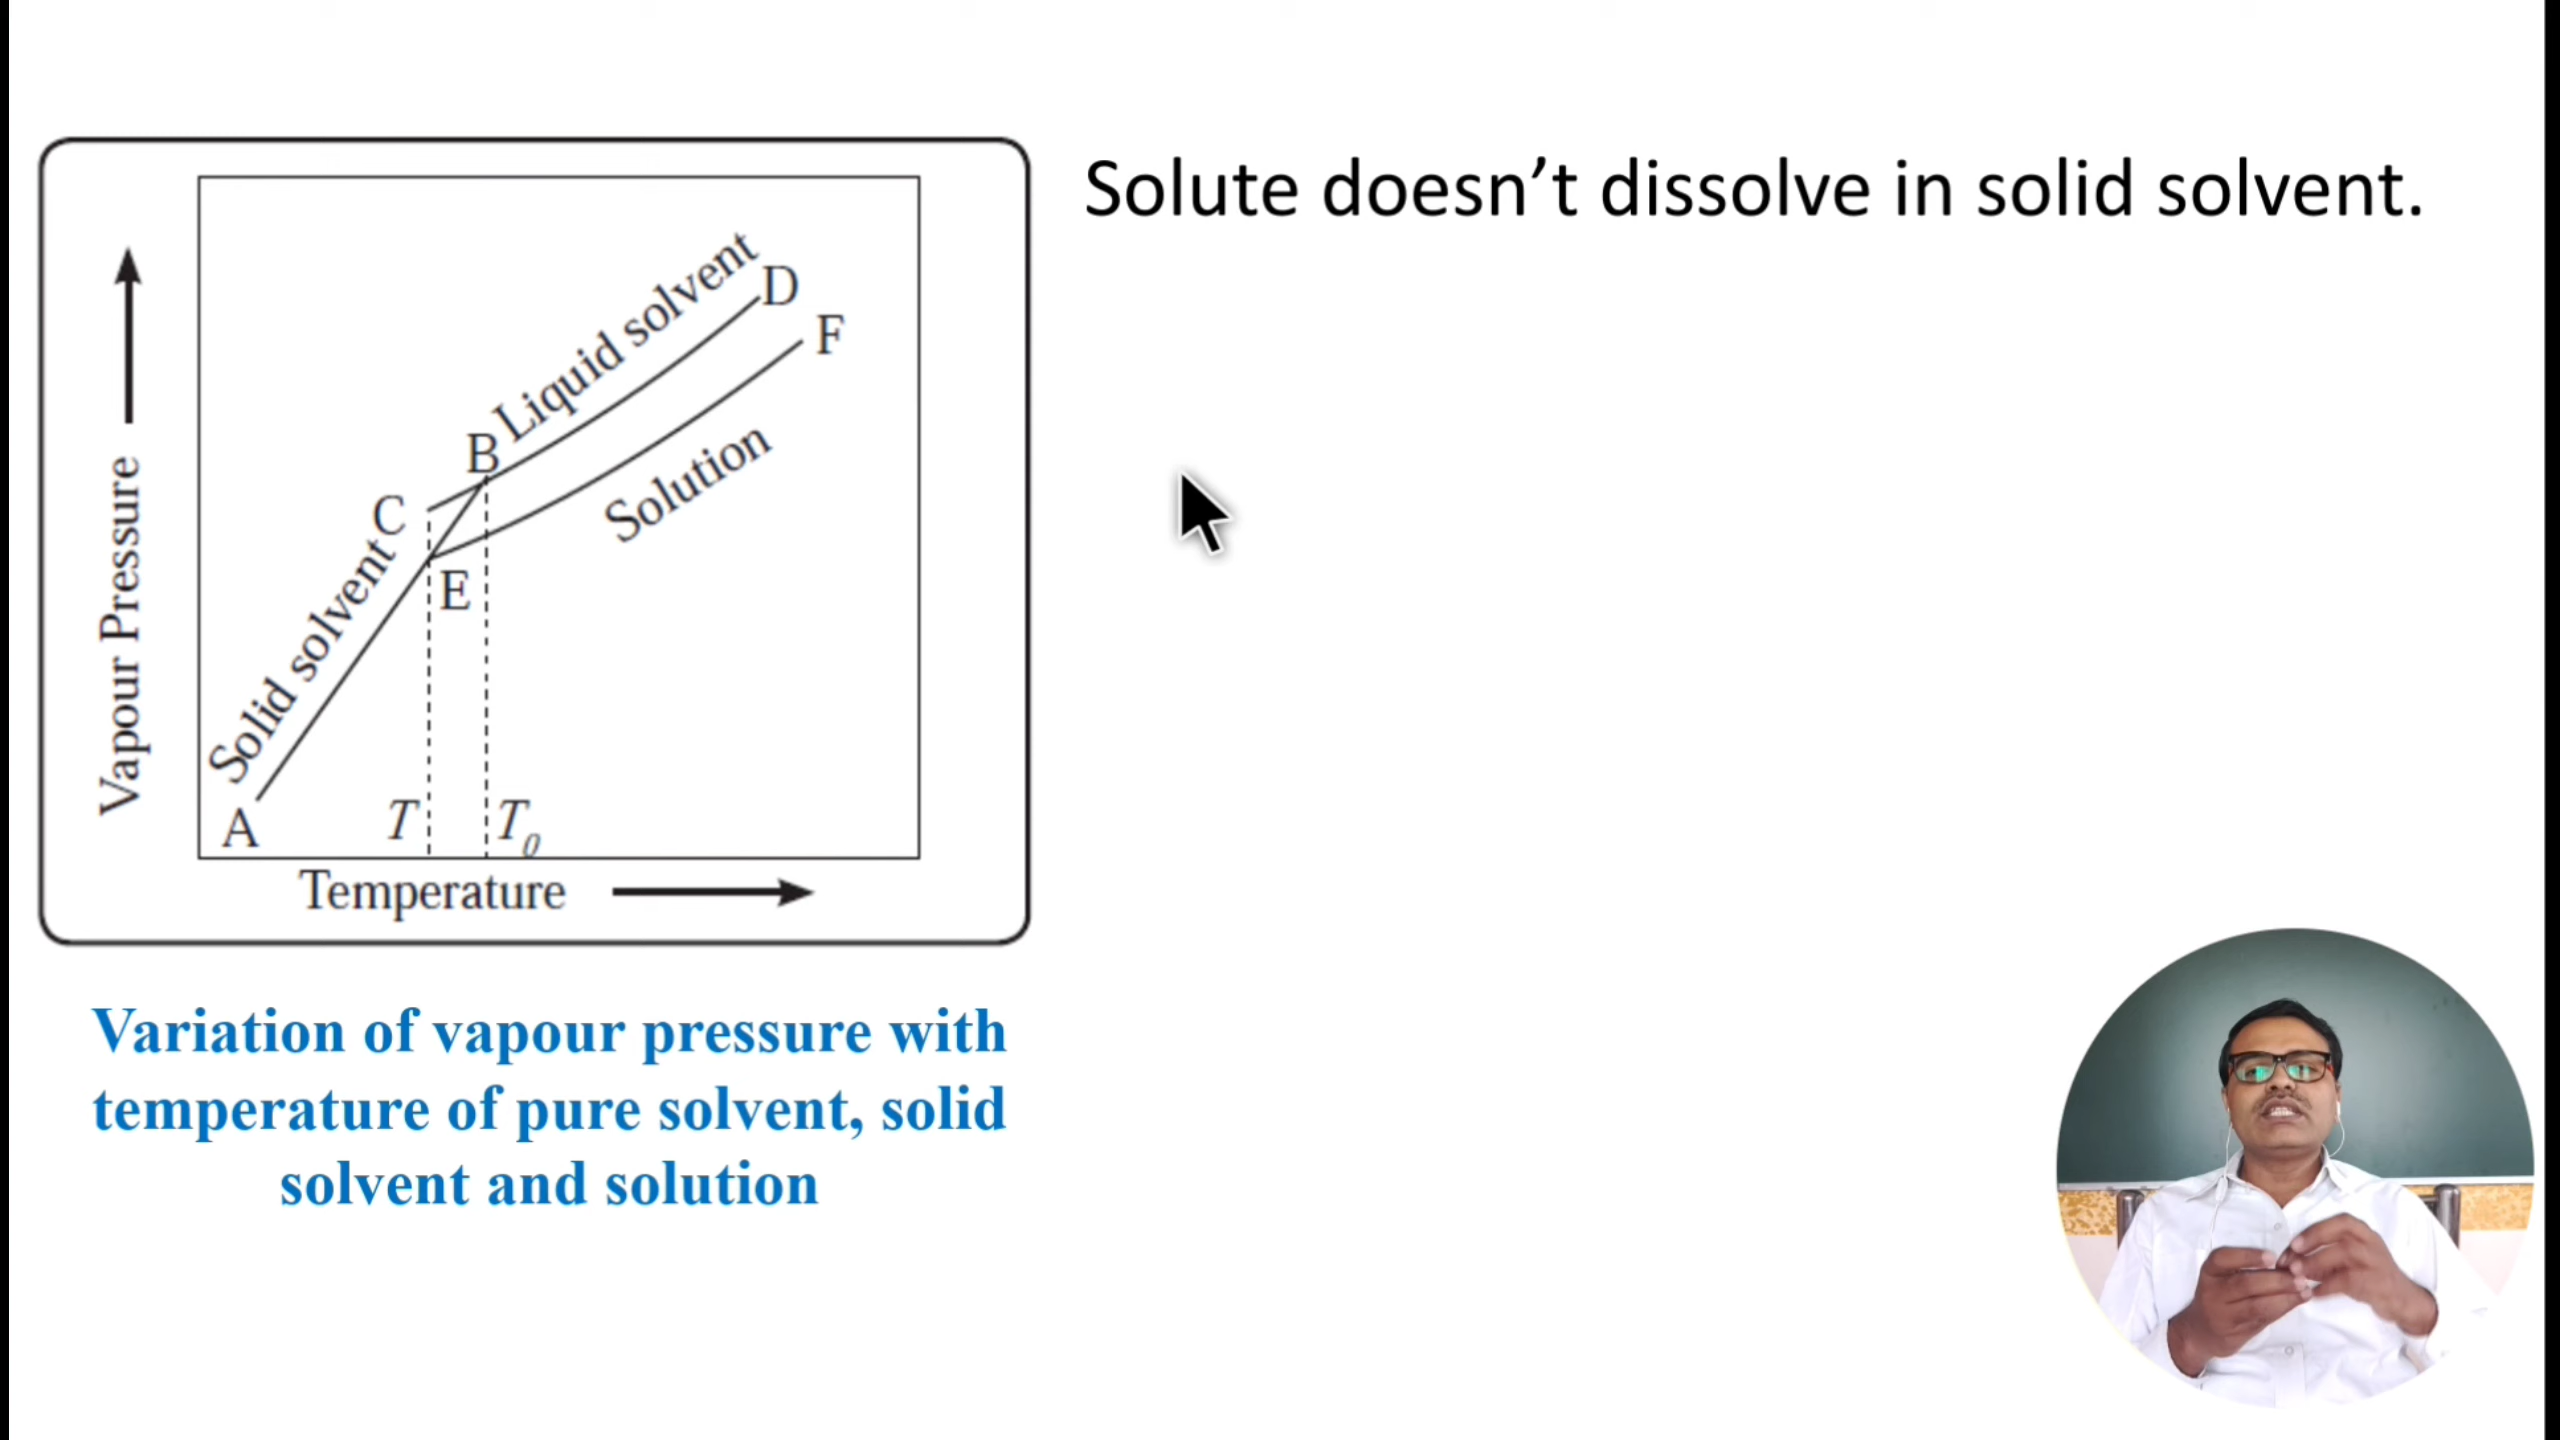 Solute doesn’t dissolve in solid solvent.
Vapour Pressure
Solid solvent
Liquid solvent
Solution
D
F
B
C
E
A
T
T0
Temperature
Variation of vapour pressure with
temperature of pure solvent, solid
solvent and solution